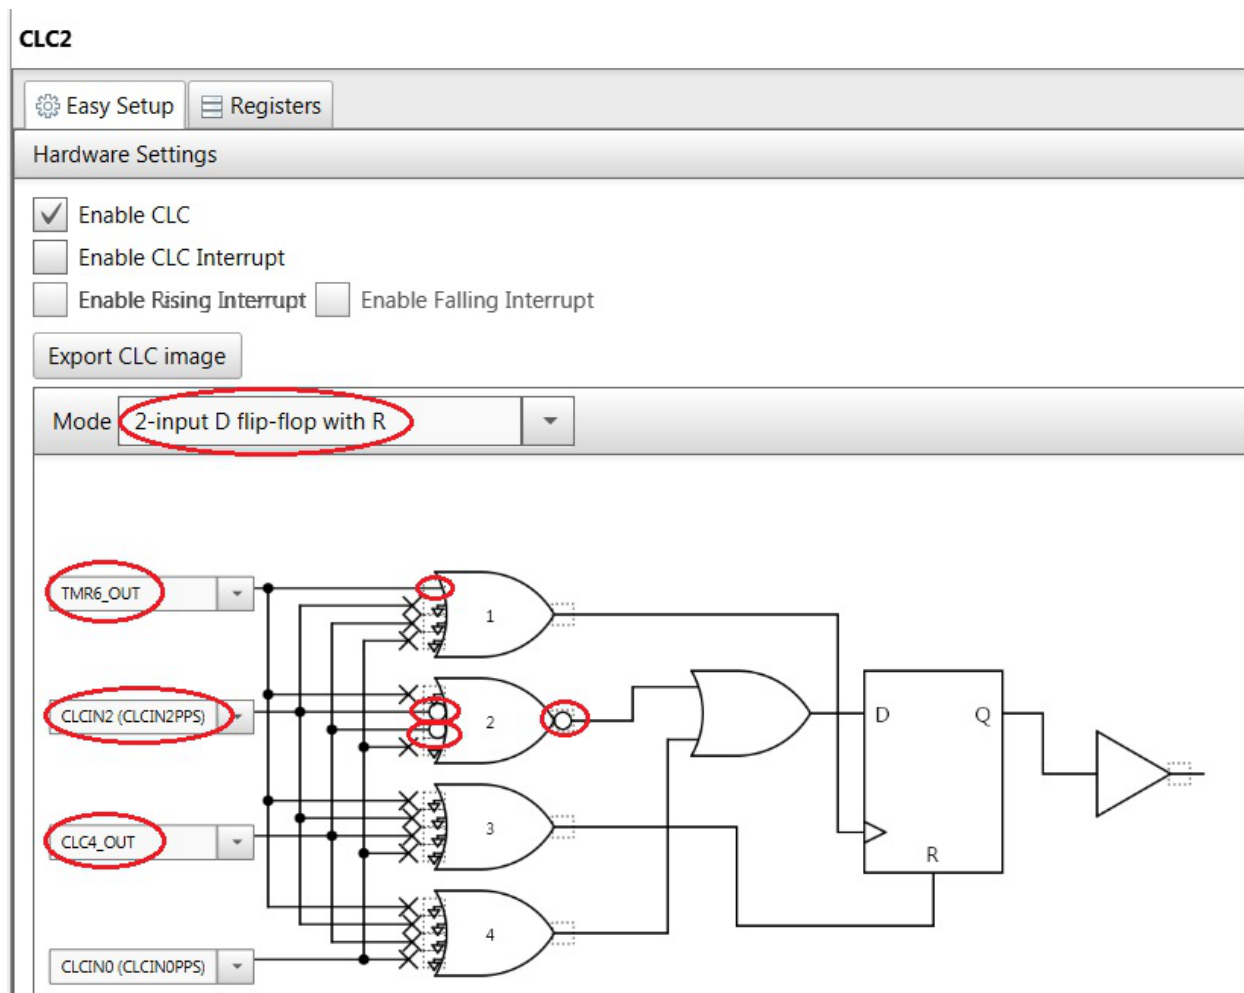 CLC2
Easy Setup Registers
Hardware Settings
Enable CLC
Enable CLC Interrupt
Enable Rising Interrupt Enable Falling Interrupt
Export CLC image
Mode 2-input D flip-flop with R
TMR6_OUT
1
CLCIN2 (CLCIN2PPS)
2
D Q
CLC4_OUT
3
R
4
CLCIN0 (CLCIN0PPS)